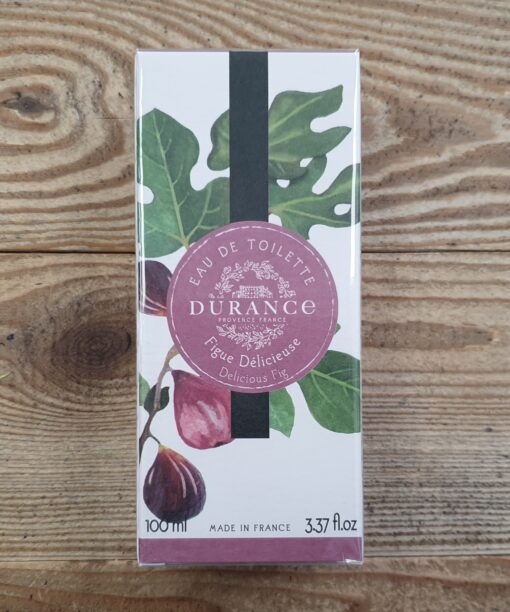 EAU DE TOILETTE
DURANCE
PROVENCE FRANCE
Figue Délicieuse
Delicious Fig
100 ml MADE IN FRANCE 3.37 fl.oz